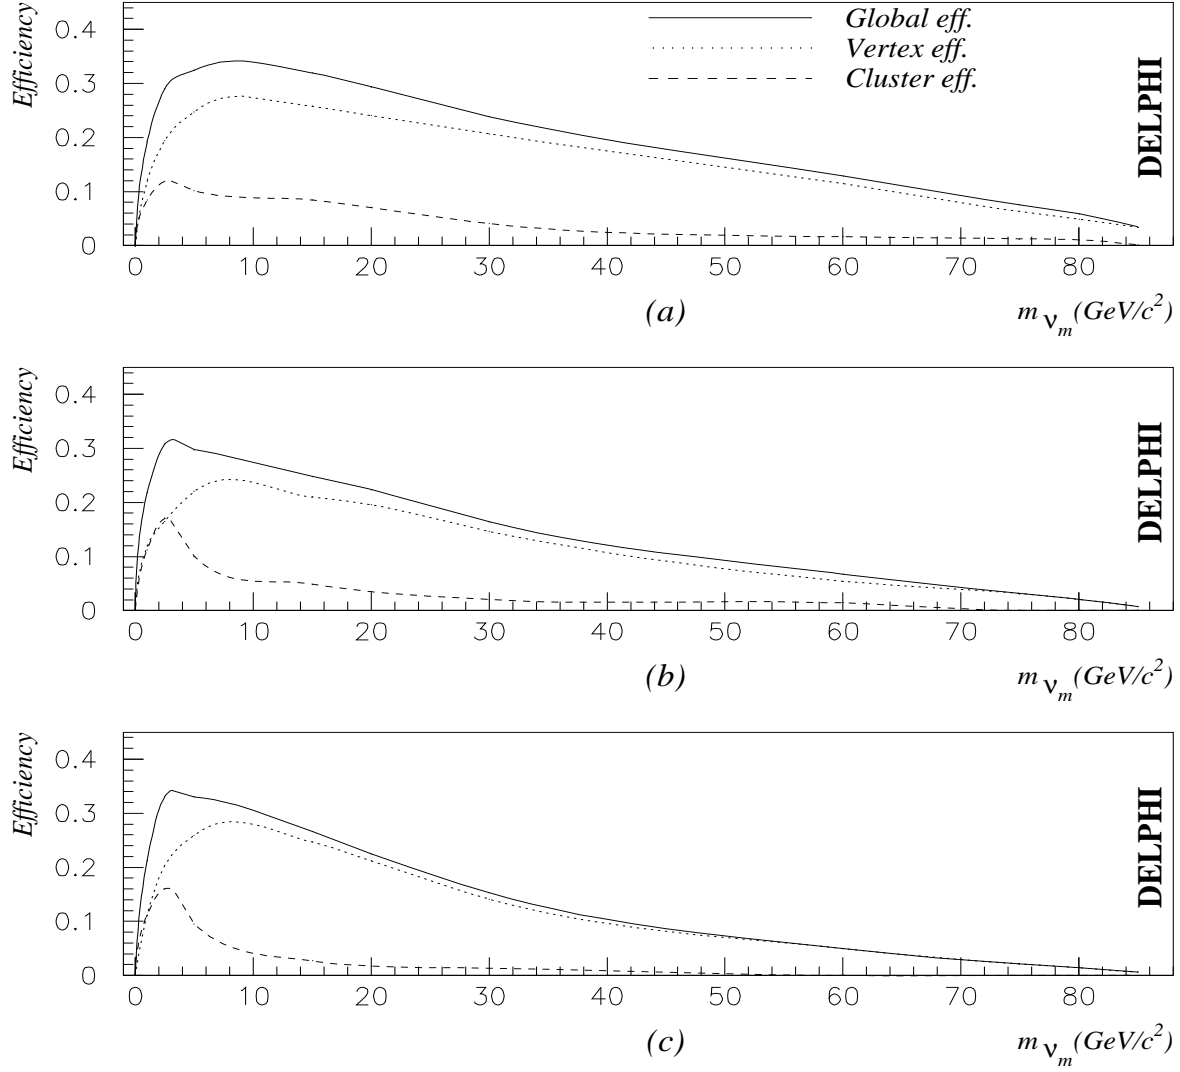 Efficiency
0.4
0.3
0.2
0.1
0
Global eff.
Vertex eff.
Cluster eff.
DELPHI
0 10 20 30 40 50 60 70 80
(a)
m νm (GeV/c²)
Efficiency
0.4
0.3
0.2
0.1
0
DELPHI
0 10 20 30 40 50 60 70 80
(b)
m νm (GeV/c²)
Efficiency
0.4
0.3
0.2
0.1
0
DELPHI
0 10 20 30 40 50 60 70 80
(c)
m νm (GeV/c²)